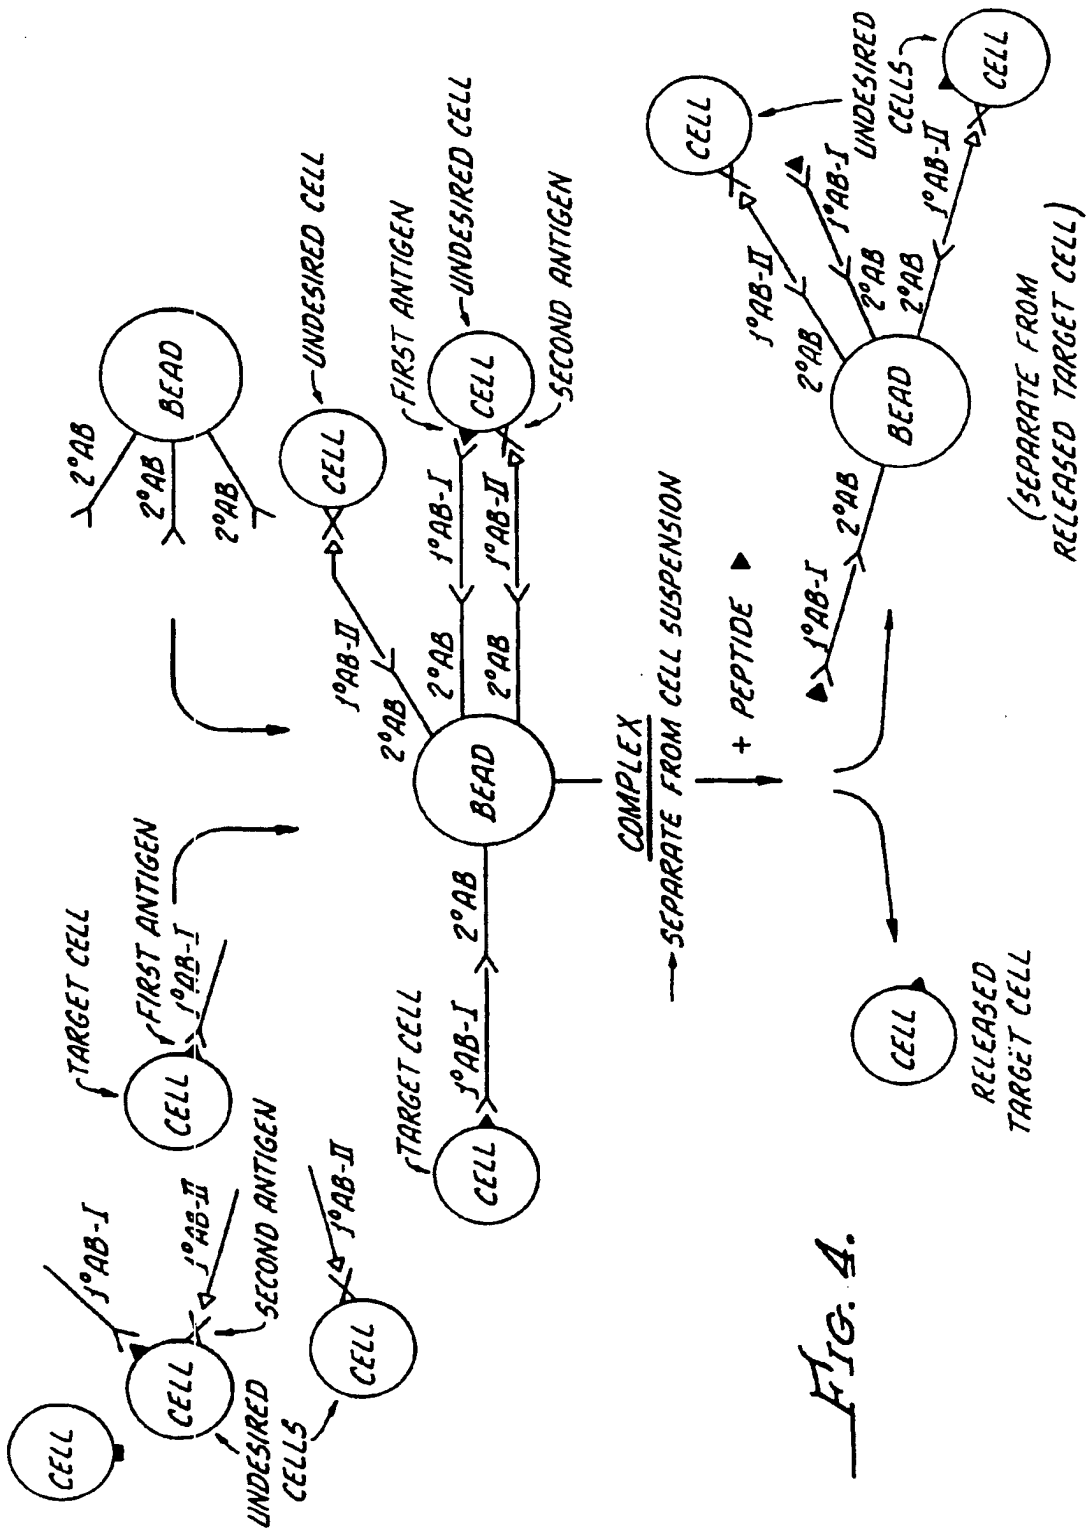 CELL
1°AB-I
CELL
1°AB-II
SECOND ANTIGEN
UNDESIRED
CELLS
CELL
1°AB-II
TARGET CELL
FIRST ANTIGEN
1°AB-I
CELL
2°AB
2°AB
2°AB
BEAD
TARGET CELL
CELL
1°AB-I
2°AB
BEAD
2°AB
1°AB-II
CELL
UNDESIRED CELL
2°AB
1°AB-I
FIRST ANTIGEN
CELL
UNDESIRED CELL
2°AB
1°AB-II
SECOND ANTIGEN
COMPLEX
SEPARATE FROM CELL SUSPENSION
+ PEPTIDE
CELL
RELEASED
TARGET CELL
1°AB-I
2°AB
BEAD
2°AB
1°AB-II
CELL
2°AB
1°AB-I
UNDESIRED
CELLS
2°AB
1°AB-II
CELL
(SEPARATE FROM
RELEASED TARGET CELL)
FIG. 4.